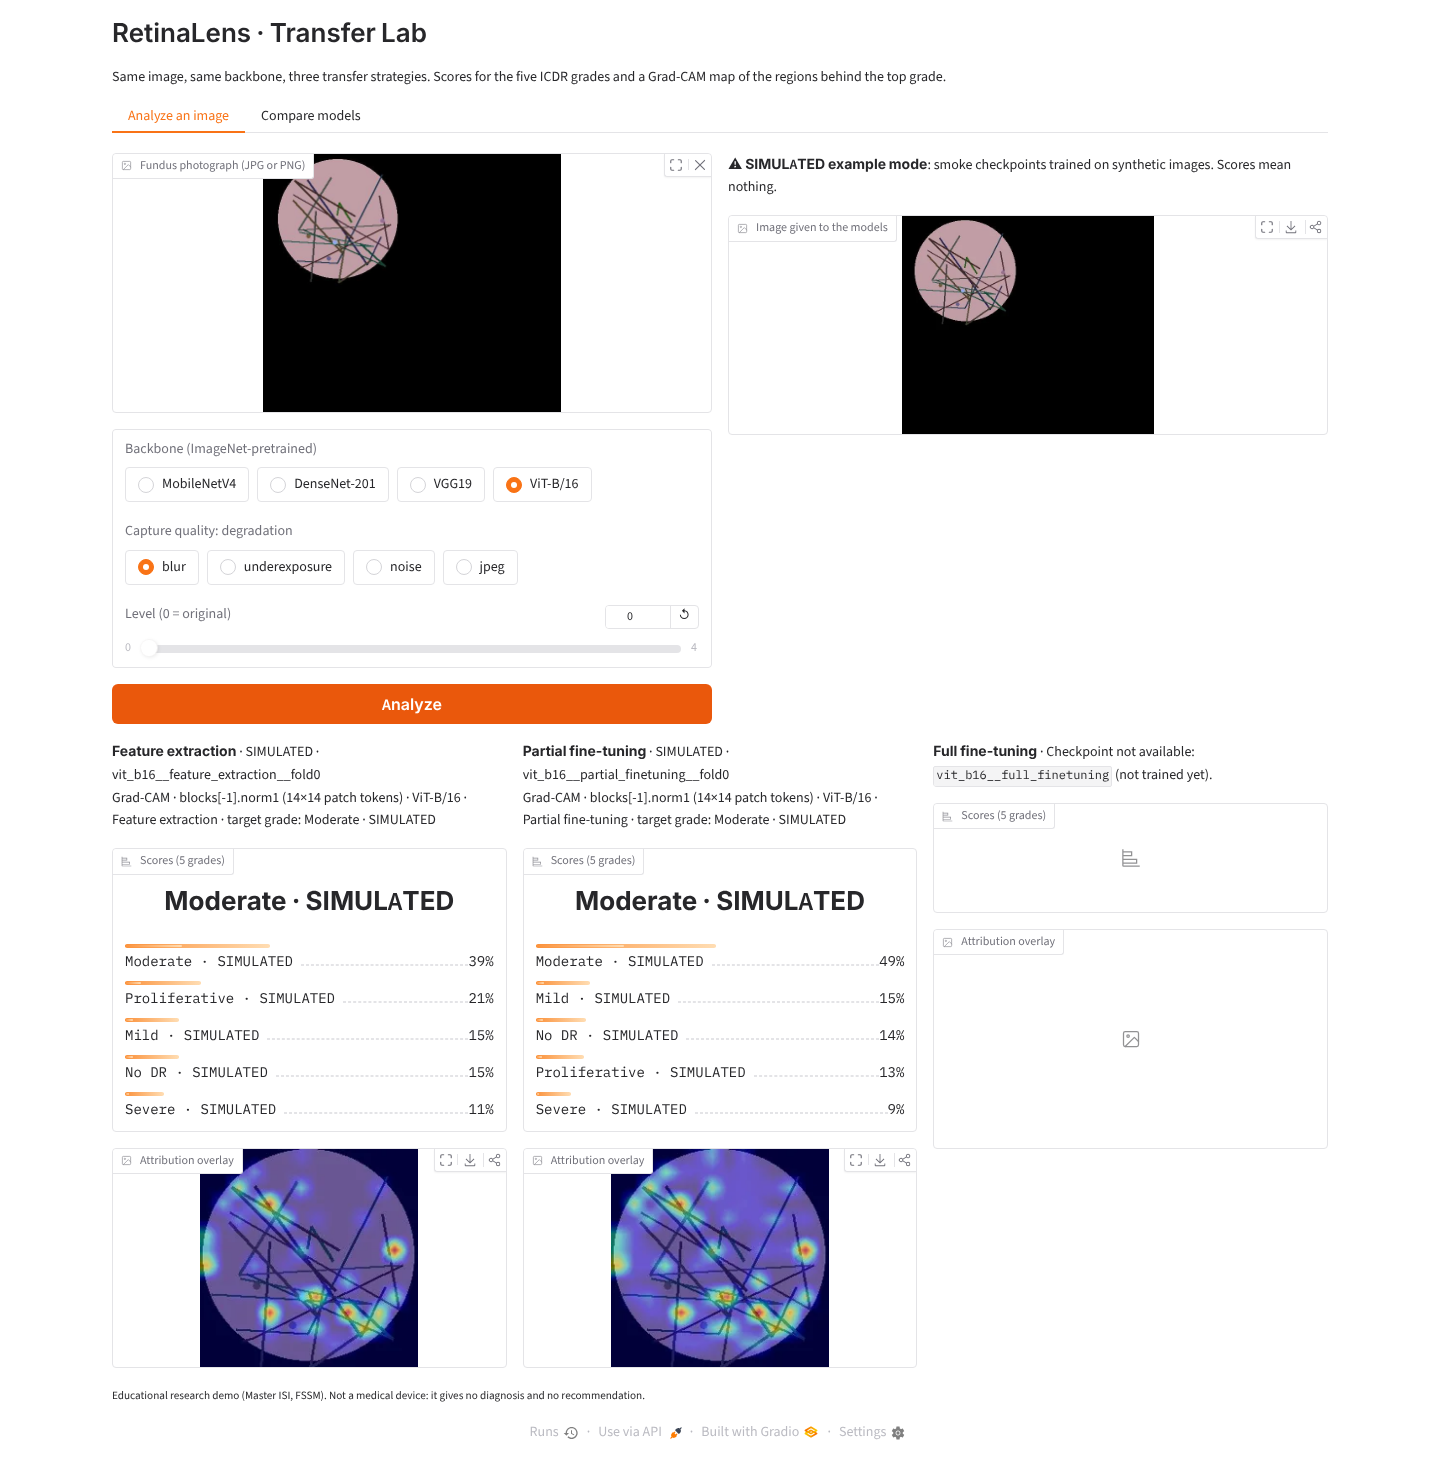 RetinaLens · Transfer Lab
Same image, same backbone, three transfer strategies. Scores for the five ICDR grades and a Grad-CAM map of the regions behind the top grade.
Analyze an image
Compare models
Fundus photograph (JPG or PNG)
⚠ SIMULATED example mode: smoke checkpoints trained on synthetic images. Scores mean
nothing.
Image given to the models
Backbone (ImageNet-pretrained)
MobileNetV4
DenseNet-201
VGG19
ViT-B/16
Capture quality: degradation
blur
underexposure
noise
jpeg
Level (0 = original)
0
0
4
Analyze
Feature extraction · SIMULATED ·
vit_b16__feature_extraction__fold0
Grad-CAM · blocks[-1].norm1 (14×14 patch tokens) · ViT-B/16 ·
Feature extraction · target grade: Moderate · SIMULATED
Scores (5 grades)
Moderate · SIMULATED
Moderate · SIMULATED 39%
Proliferative · SIMULATED 21%
Mild · SIMULATED 15%
No DR · SIMULATED 15%
Severe · SIMULATED 11%
Attribution overlay
Partial fine-tuning · SIMULATED ·
vit_b16__partial_finetuning__fold0
Grad-CAM · blocks[-1].norm1 (14×14 patch tokens) · ViT-B/16 ·
Partial fine-tuning · target grade: Moderate · SIMULATED
Scores (5 grades)
Moderate · SIMULATED
Moderate · SIMULATED 49%
Mild · SIMULATED 15%
No DR · SIMULATED 14%
Proliferative · SIMULATED 13%
Severe · SIMULATED 9%
Attribution overlay
Full fine-tuning · Checkpoint not available:
vit_b16__full_finetuning (not trained yet).
Scores (5 grades)
Attribution overlay
Educational research demo (Master ISI, FSSM). Not a medical device: it gives no diagnosis and no recommendation.
Runs · Use via API · Built with Gradio · Settings